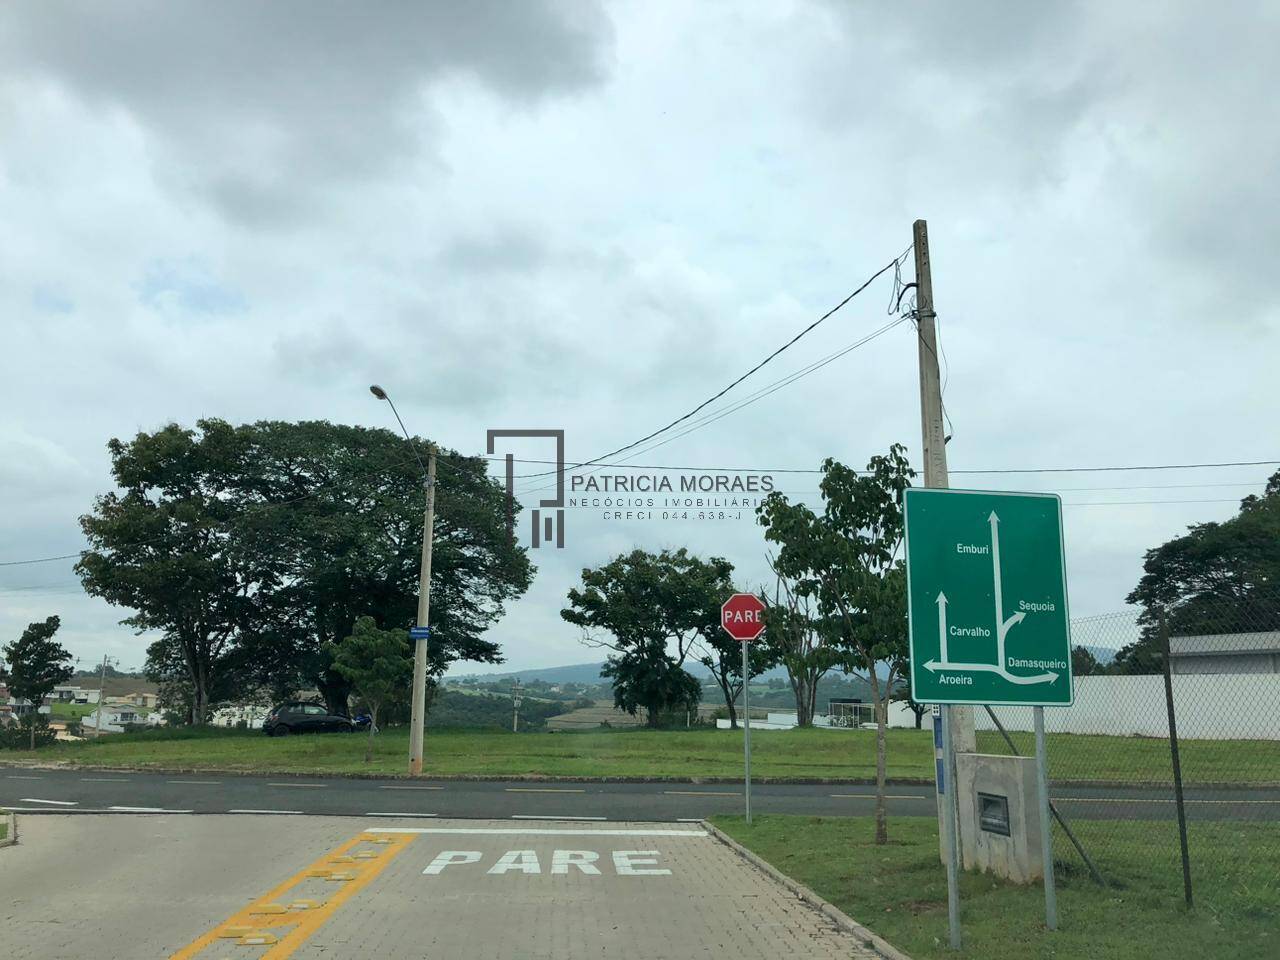 PATRICIA MORAES
NEGÓCIOS IMOBILIÁRIOS
CRECI 044.638-J
PARE
Emburi
Sequoia
Carvalho
Damasqueiro
Aroeira
PARE